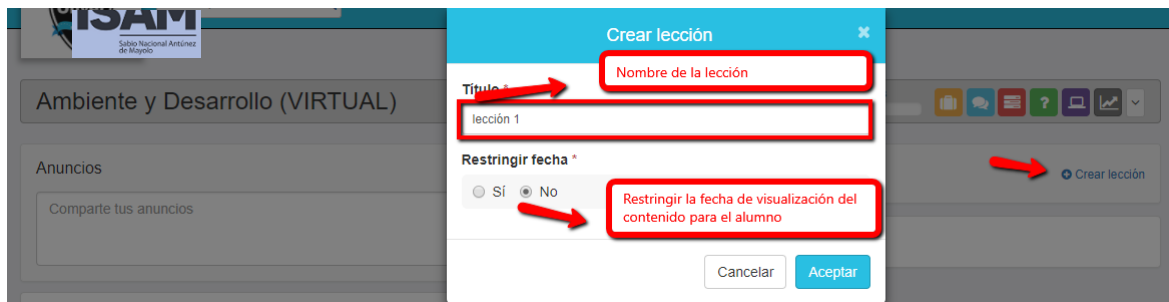 ISAM
Sabio Nacional Antúnez
de Mayolo
Crear lección
Nombre de la lección
Título *
lección 1
Ambiente y Desarrollo (VIRTUAL)
Restringir fecha *
Sí No
Restringir la fecha de visualización del
contenido para el alumno
Anuncios
Comparte tus anuncios
Crear lección
Cancelar Aceptar